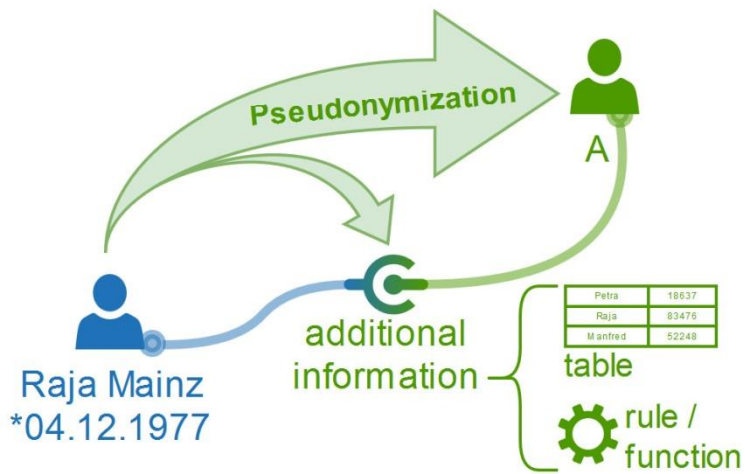 Pseudonymization
A
Raja Mainz
*04.12.1977
additional
information
Petra 18637
Raja 83476
Manfred 52248
table
rule /
function